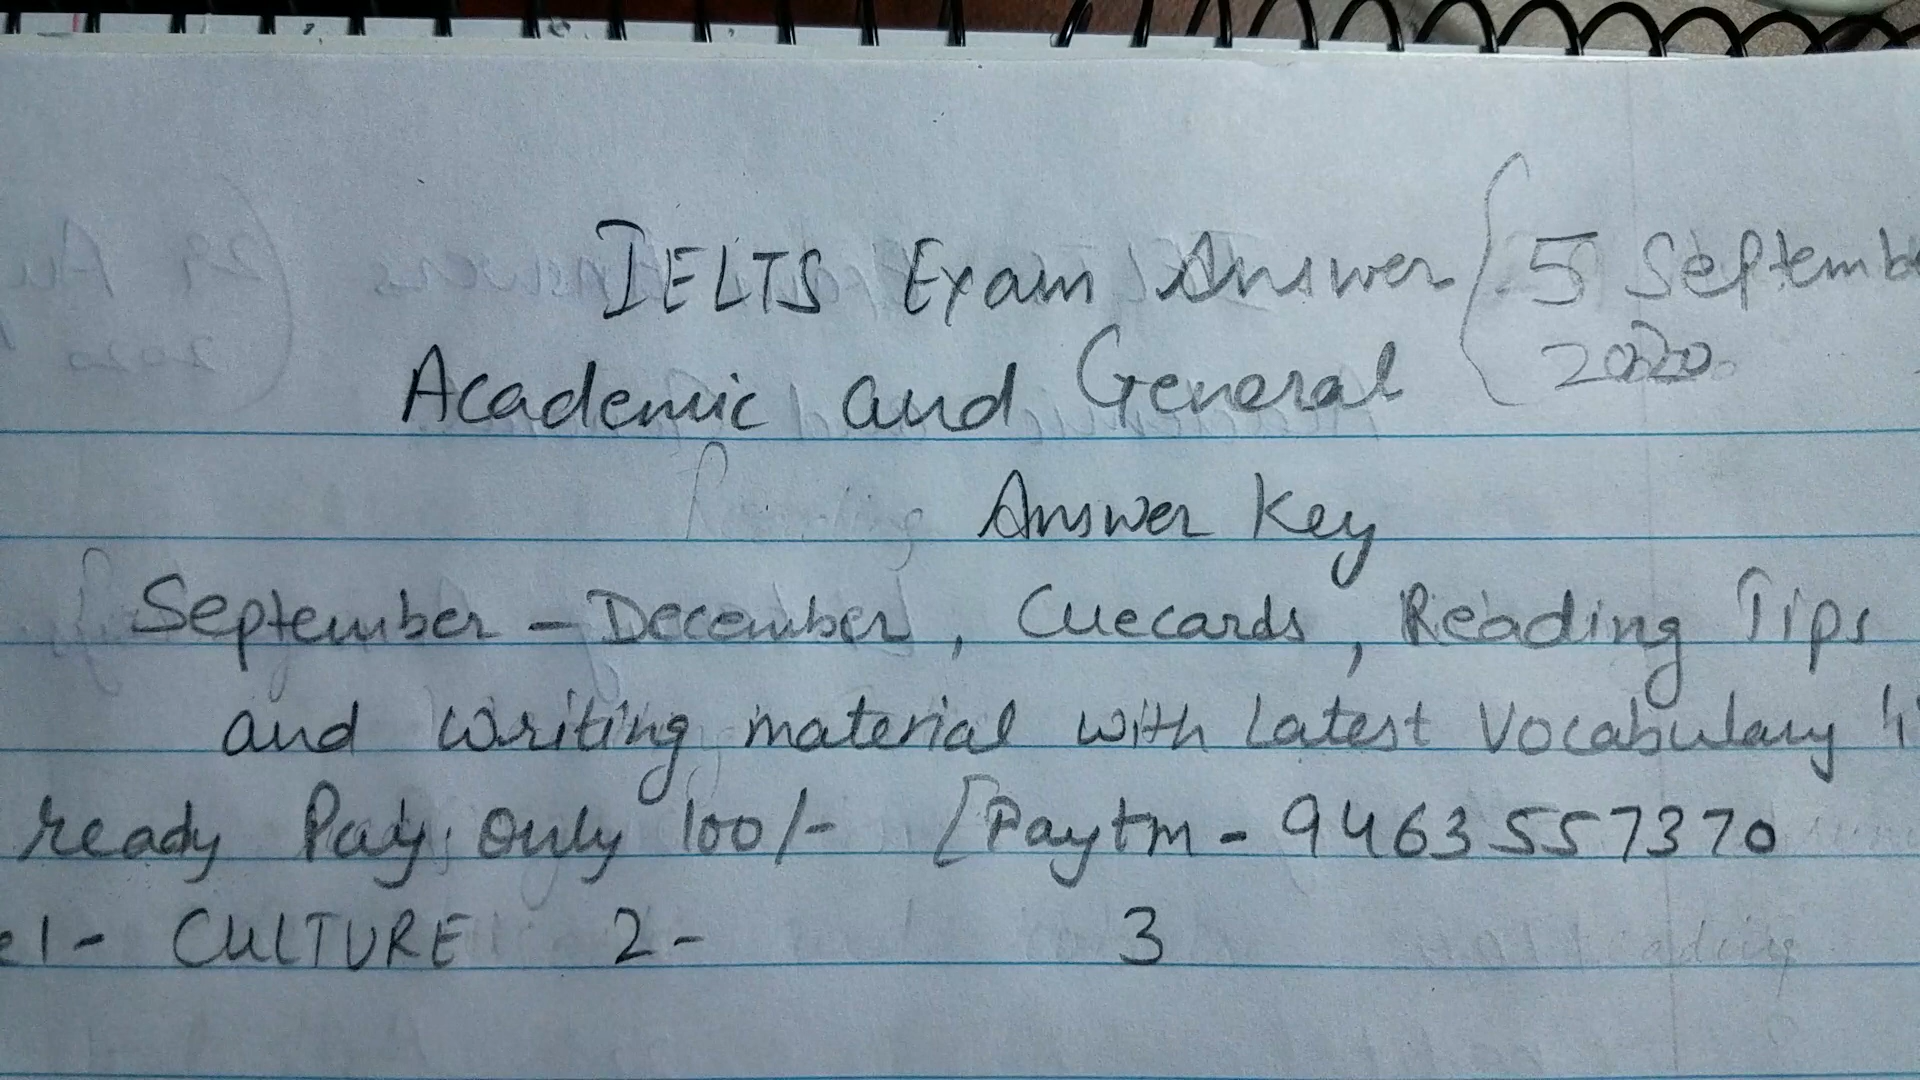 IELTS Exam Answer (5 Septemb
2020
Academic and General
Answer Key
September - December, Cuecards, Reading Tips
and writing material with Latest Vocabulary
ready Pay only 100/- [Paytm - 9463557370
1- CULTURE 2- 3